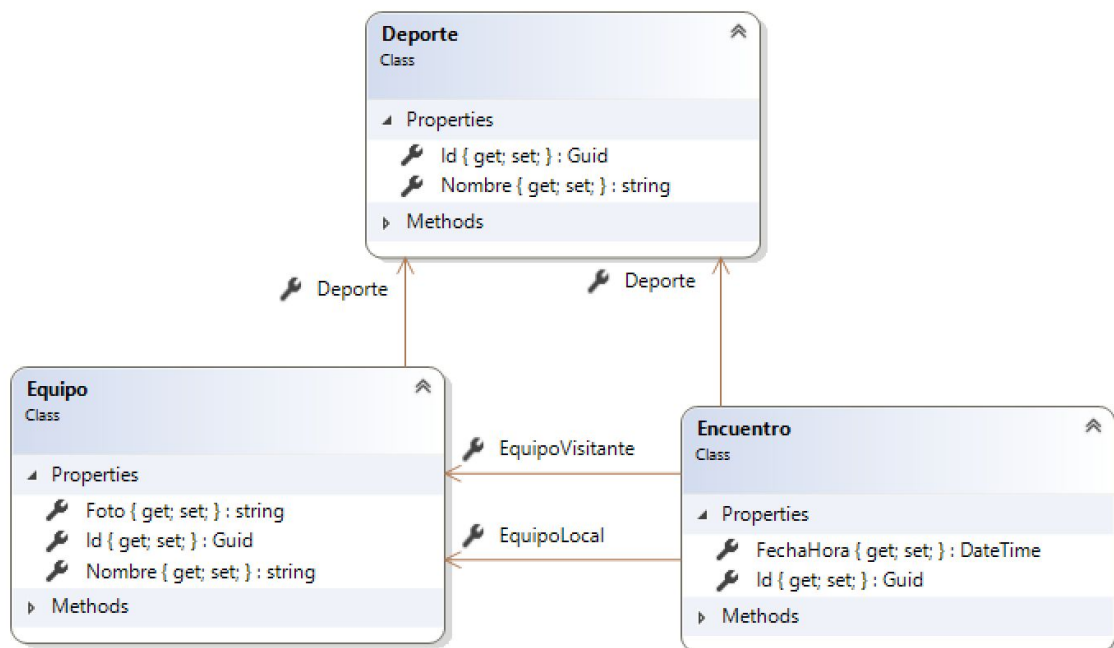 Deporte
Class
Properties
Id { get; set; } : Guid
Nombre { get; set; } : string
Methods
Deporte
Deporte
Equipo
Class
Properties
Foto { get; set; } : string
Id { get; set; } : Guid
Nombre { get; set; } : string
Methods
EquipoVisitante
EquipoLocal
Encuentro
Class
Properties
FechaHora { get; set; } : DateTime
Id { get; set; } : Guid
Methods